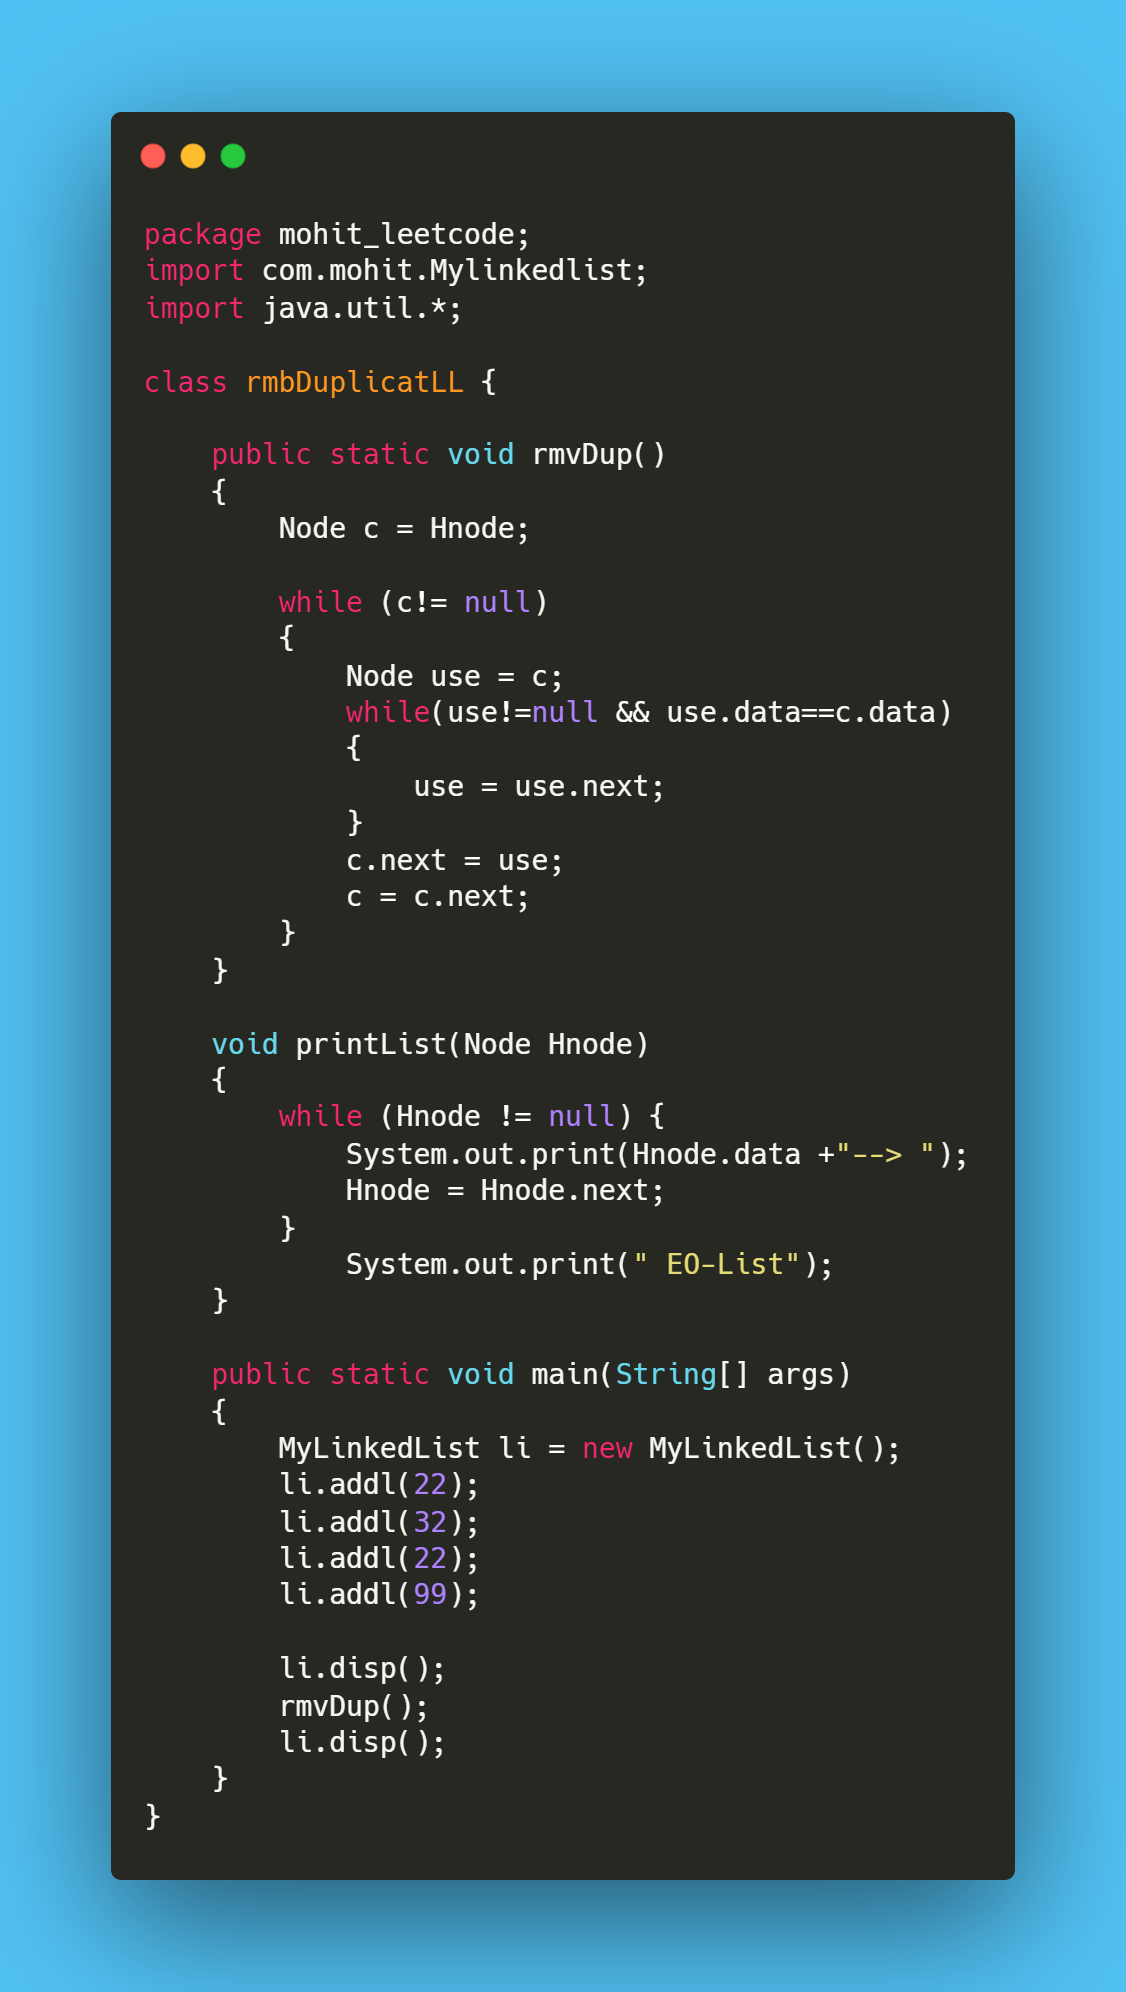 package mohit_leetcode;
import com.mohit.Mylinkedlist;
import java.util.*;

class rmbDuplicatLL {

    public static void rmvDup()
    {
        Node c = Hnode;

        while (c!= null)
        {
            Node use = c;
            while(use!=null && use.data==c.data)
            {
                use = use.next;
            }
            c.next = use;
            c = c.next;
        }
    }

    void printList(Node Hnode)
    {
        while (Hnode != null) {
            System.out.print(Hnode.data +"--> ");
            Hnode = Hnode.next;
        }
            System.out.print(" EO-List");
    }

    public static void main(String[] args)
    {
        MyLinkedList li = new MyLinkedList();
        li.addl(22);
        li.addl(32);
        li.addl(22);
        li.addl(99);

        li.disp();
        rmvDup();
        li.disp();
    }
}